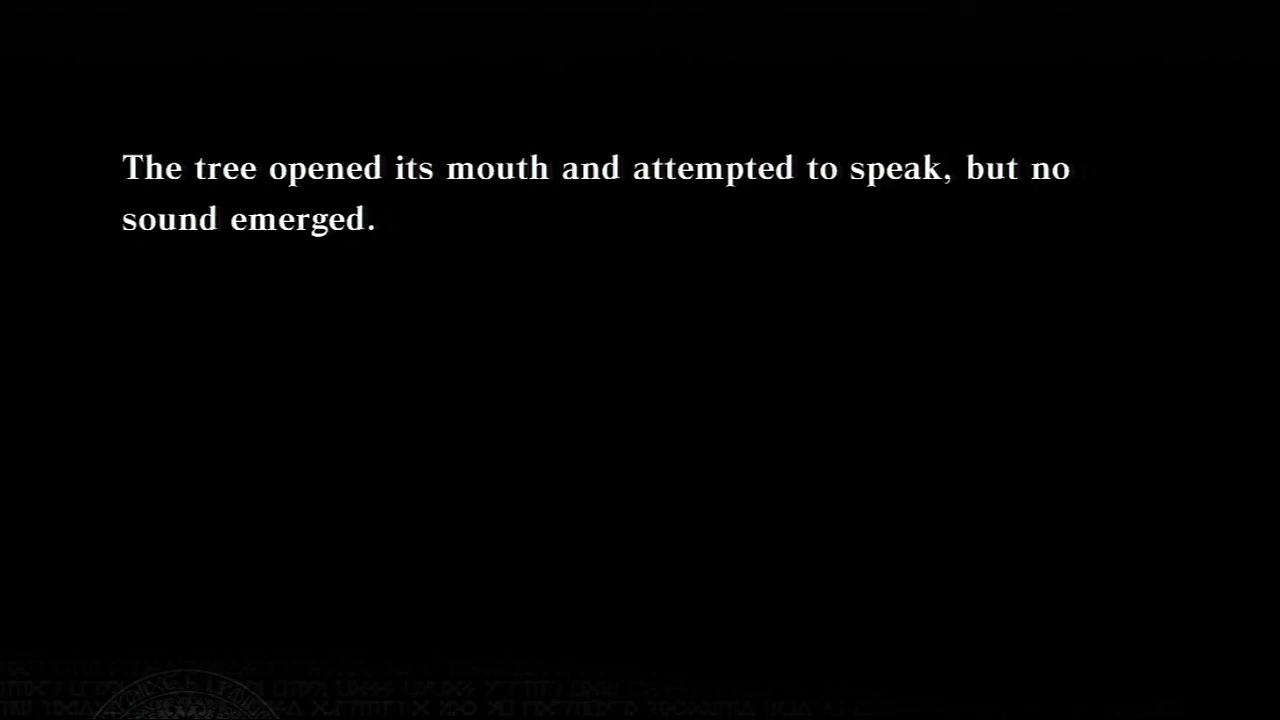 The tree opened its mouth and attempted to speak, but no
sound emerged.